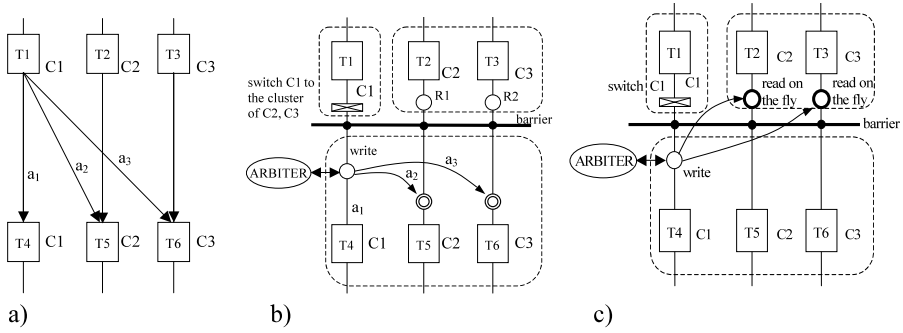 T1
C1
T2
C2
T3
C3
a1
a2
a3
T4
C1
T5
C2
T6
C3
a)
T1
C1
switch C1 to
the cluster
of C2, C3
T2
C2
R1
T3
C3
R2
barrier
write
ARBITER
a1
a2
a3
T4
C1
T5
C2
T6
C3
b)
T1
C1
switch C1
T2
C2
read on
the fly
T3
C3
read on
the fly
barrier
ARBITER
write
T4
C1
T5
C2
T6
C3
c)